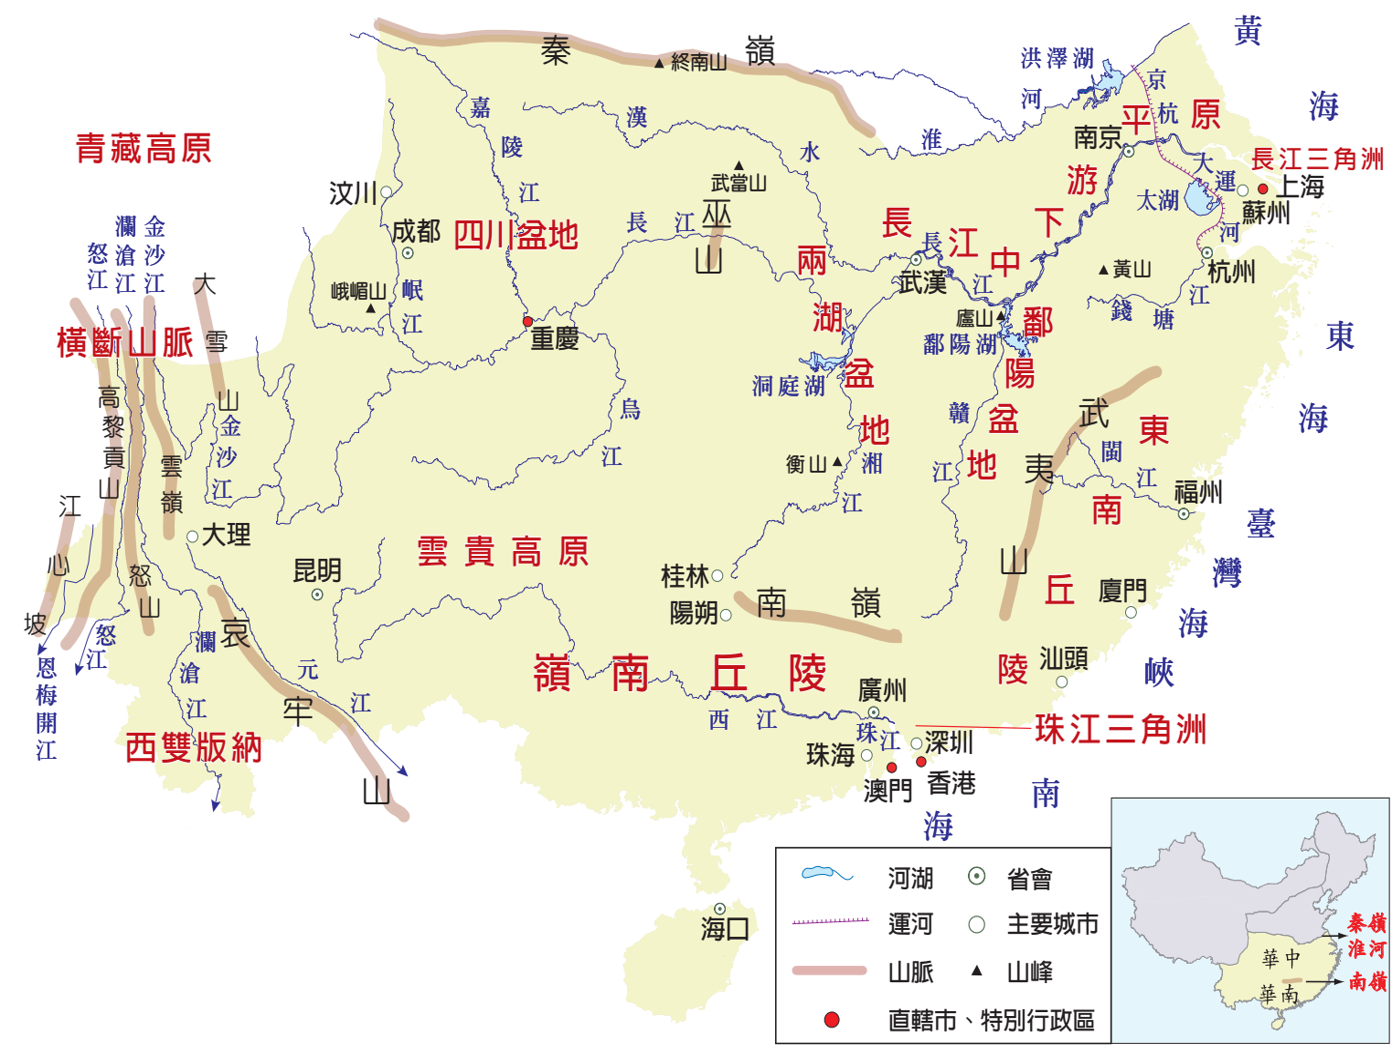 黃海
東海
臺灣海峽
南海
秦嶺
終南山
洪澤湖
淮河
京杭大運河
嘉陵江
漢水
南京
長江中下游平原
長江三角洲
上海
蘇州
太湖
杭州
青藏高原
汶川
成都
四川盆地
武當山
巫山
長江
長江
武漢
黃山
錢塘江
怒江
瀾滄江
金沙江
大雪山
峨嵋山
岷江
重慶
兩湖盆地
洞庭湖
廬山
鄱陽湖
鄱陽盆地
橫斷山脈
高黎貢山
金沙江
雲嶺
烏江
衡山
湘江
贛江
武夷山
閩江
福州
東南丘陵
江心坡
怒山
大理
昆明
雲貴高原
桂林
陽朔
南嶺
廈門
汕頭
恩梅開江
怒江
瀾滄江
哀牢山
元江
西雙版納
嶺南丘陵
西江
廣州
珠江
珠江三角洲
珠海
深圳
澳門
香港
海口
河湖
省會
運河
主要城市
山脈
山峰
直轄市、特別行政區
秦嶺
淮河
華中
南嶺
華南